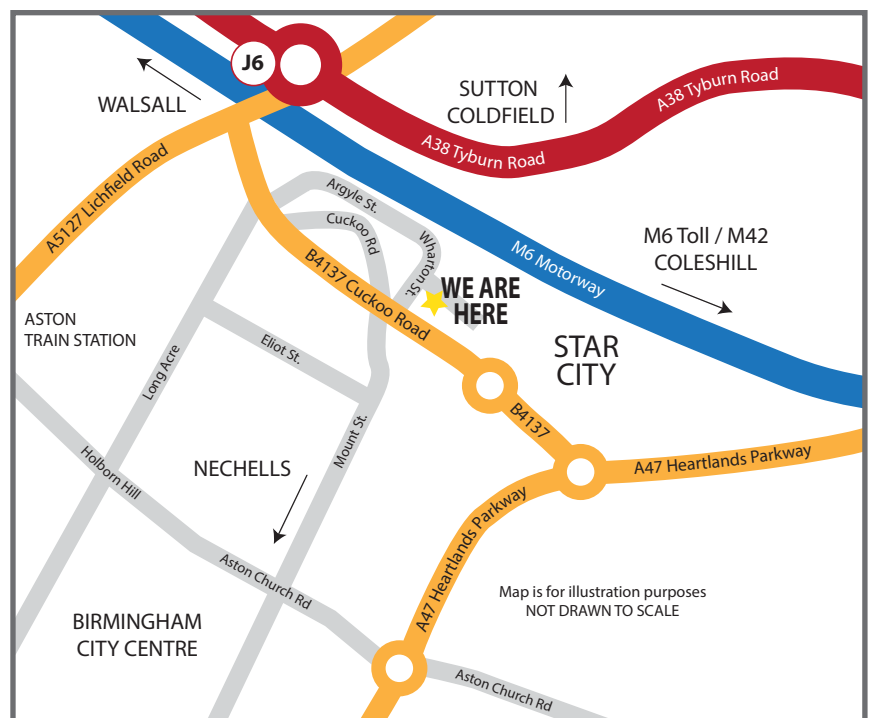 J6
WALSALL
SUTTON
COLDFIELD
A38 Tyburn Road
A38 Tyburn Road
A5127 Lichfield Road
Argyle St.
Cuckoo Rd
Wharton St.
M6 Motorway
M6 Toll / M42
COLESHILL
B4137 Cuckoo Road
WE ARE
HERE
ASTON
TRAIN STATION
Eliot St.
STAR
CITY
Long Acre
B4137
Mount St.
A47 Heartlands Parkway
Holborn Hill
NECHELLS
A47 Heartlands Parkway
Aston Church Rd
Map is for illustration purposes
NOT DRAWN TO SCALE
BIRMINGHAM
CITY CENTRE
Aston Church Rd